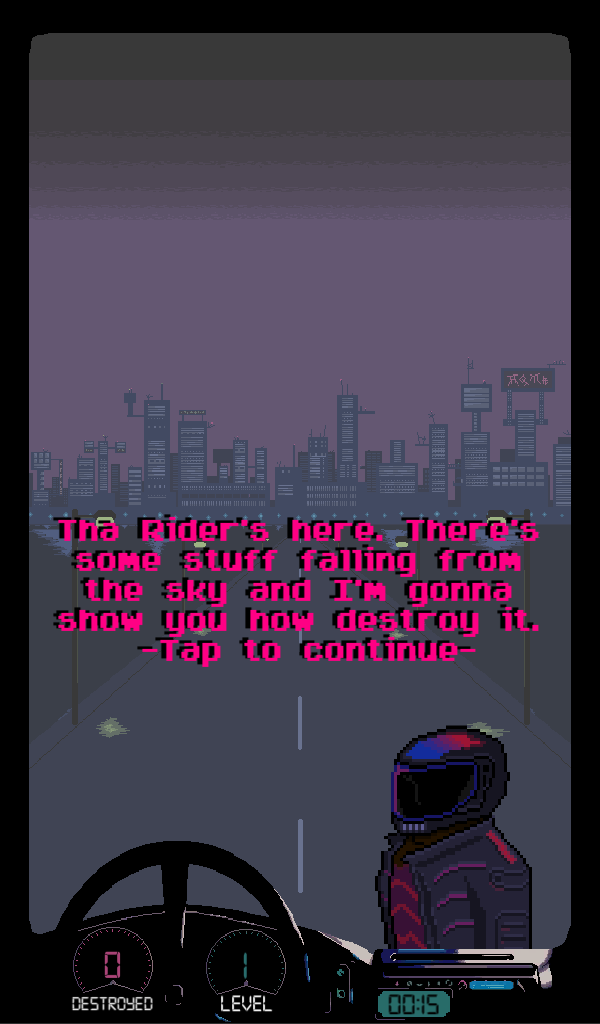 Tha Rider's here. There's
some stuff falling from
the sky and I'm gonna
show you how destroy it.
-Tap to continue-
0
1
DESTROYED
LEVEL
00:15